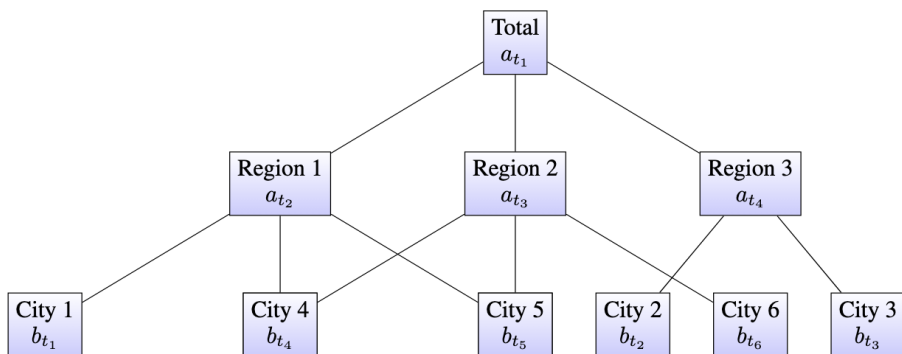 Total
a_{t_1}
Region 1
a_{t_2}
Region 2
a_{t_3}
Region 3
a_{t_4}
City 1
b_{t_1}
City 4
b_{t_4}
City 5
b_{t_5}
City 2
b_{t_2}
City 6
b_{t_6}
City 3
b_{t_3}